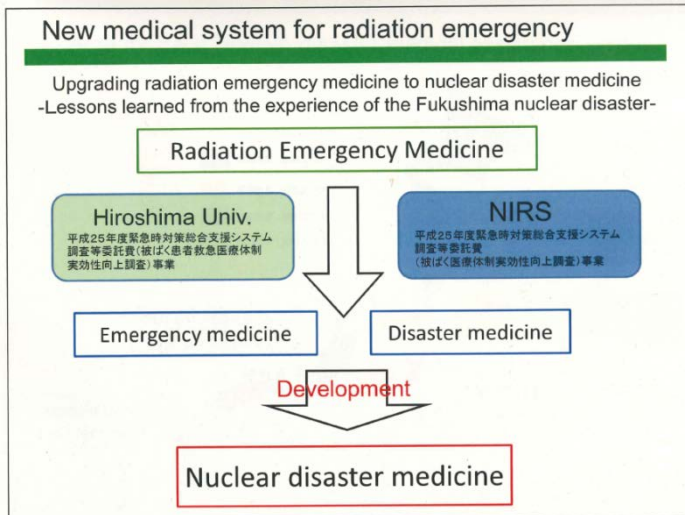 New medical system for radiation emergency
Upgrading radiation emergency medicine to nuclear disaster medicine
-Lessons learned from the experience of the Fukushima nuclear disaster-
Radiation Emergency Medicine
Hiroshima Univ.
平成25年度緊急時対策総合支援システム
調査等委託費(被ばく患者救急医療体制
実効性向上調査)事業
NIRS
平成25年度緊急時対策総合支援システム
調査等委託費
(被ばく医療体制実効性向上調査)事業
Emergency medicine
Disaster medicine
Development
Nuclear disaster medicine